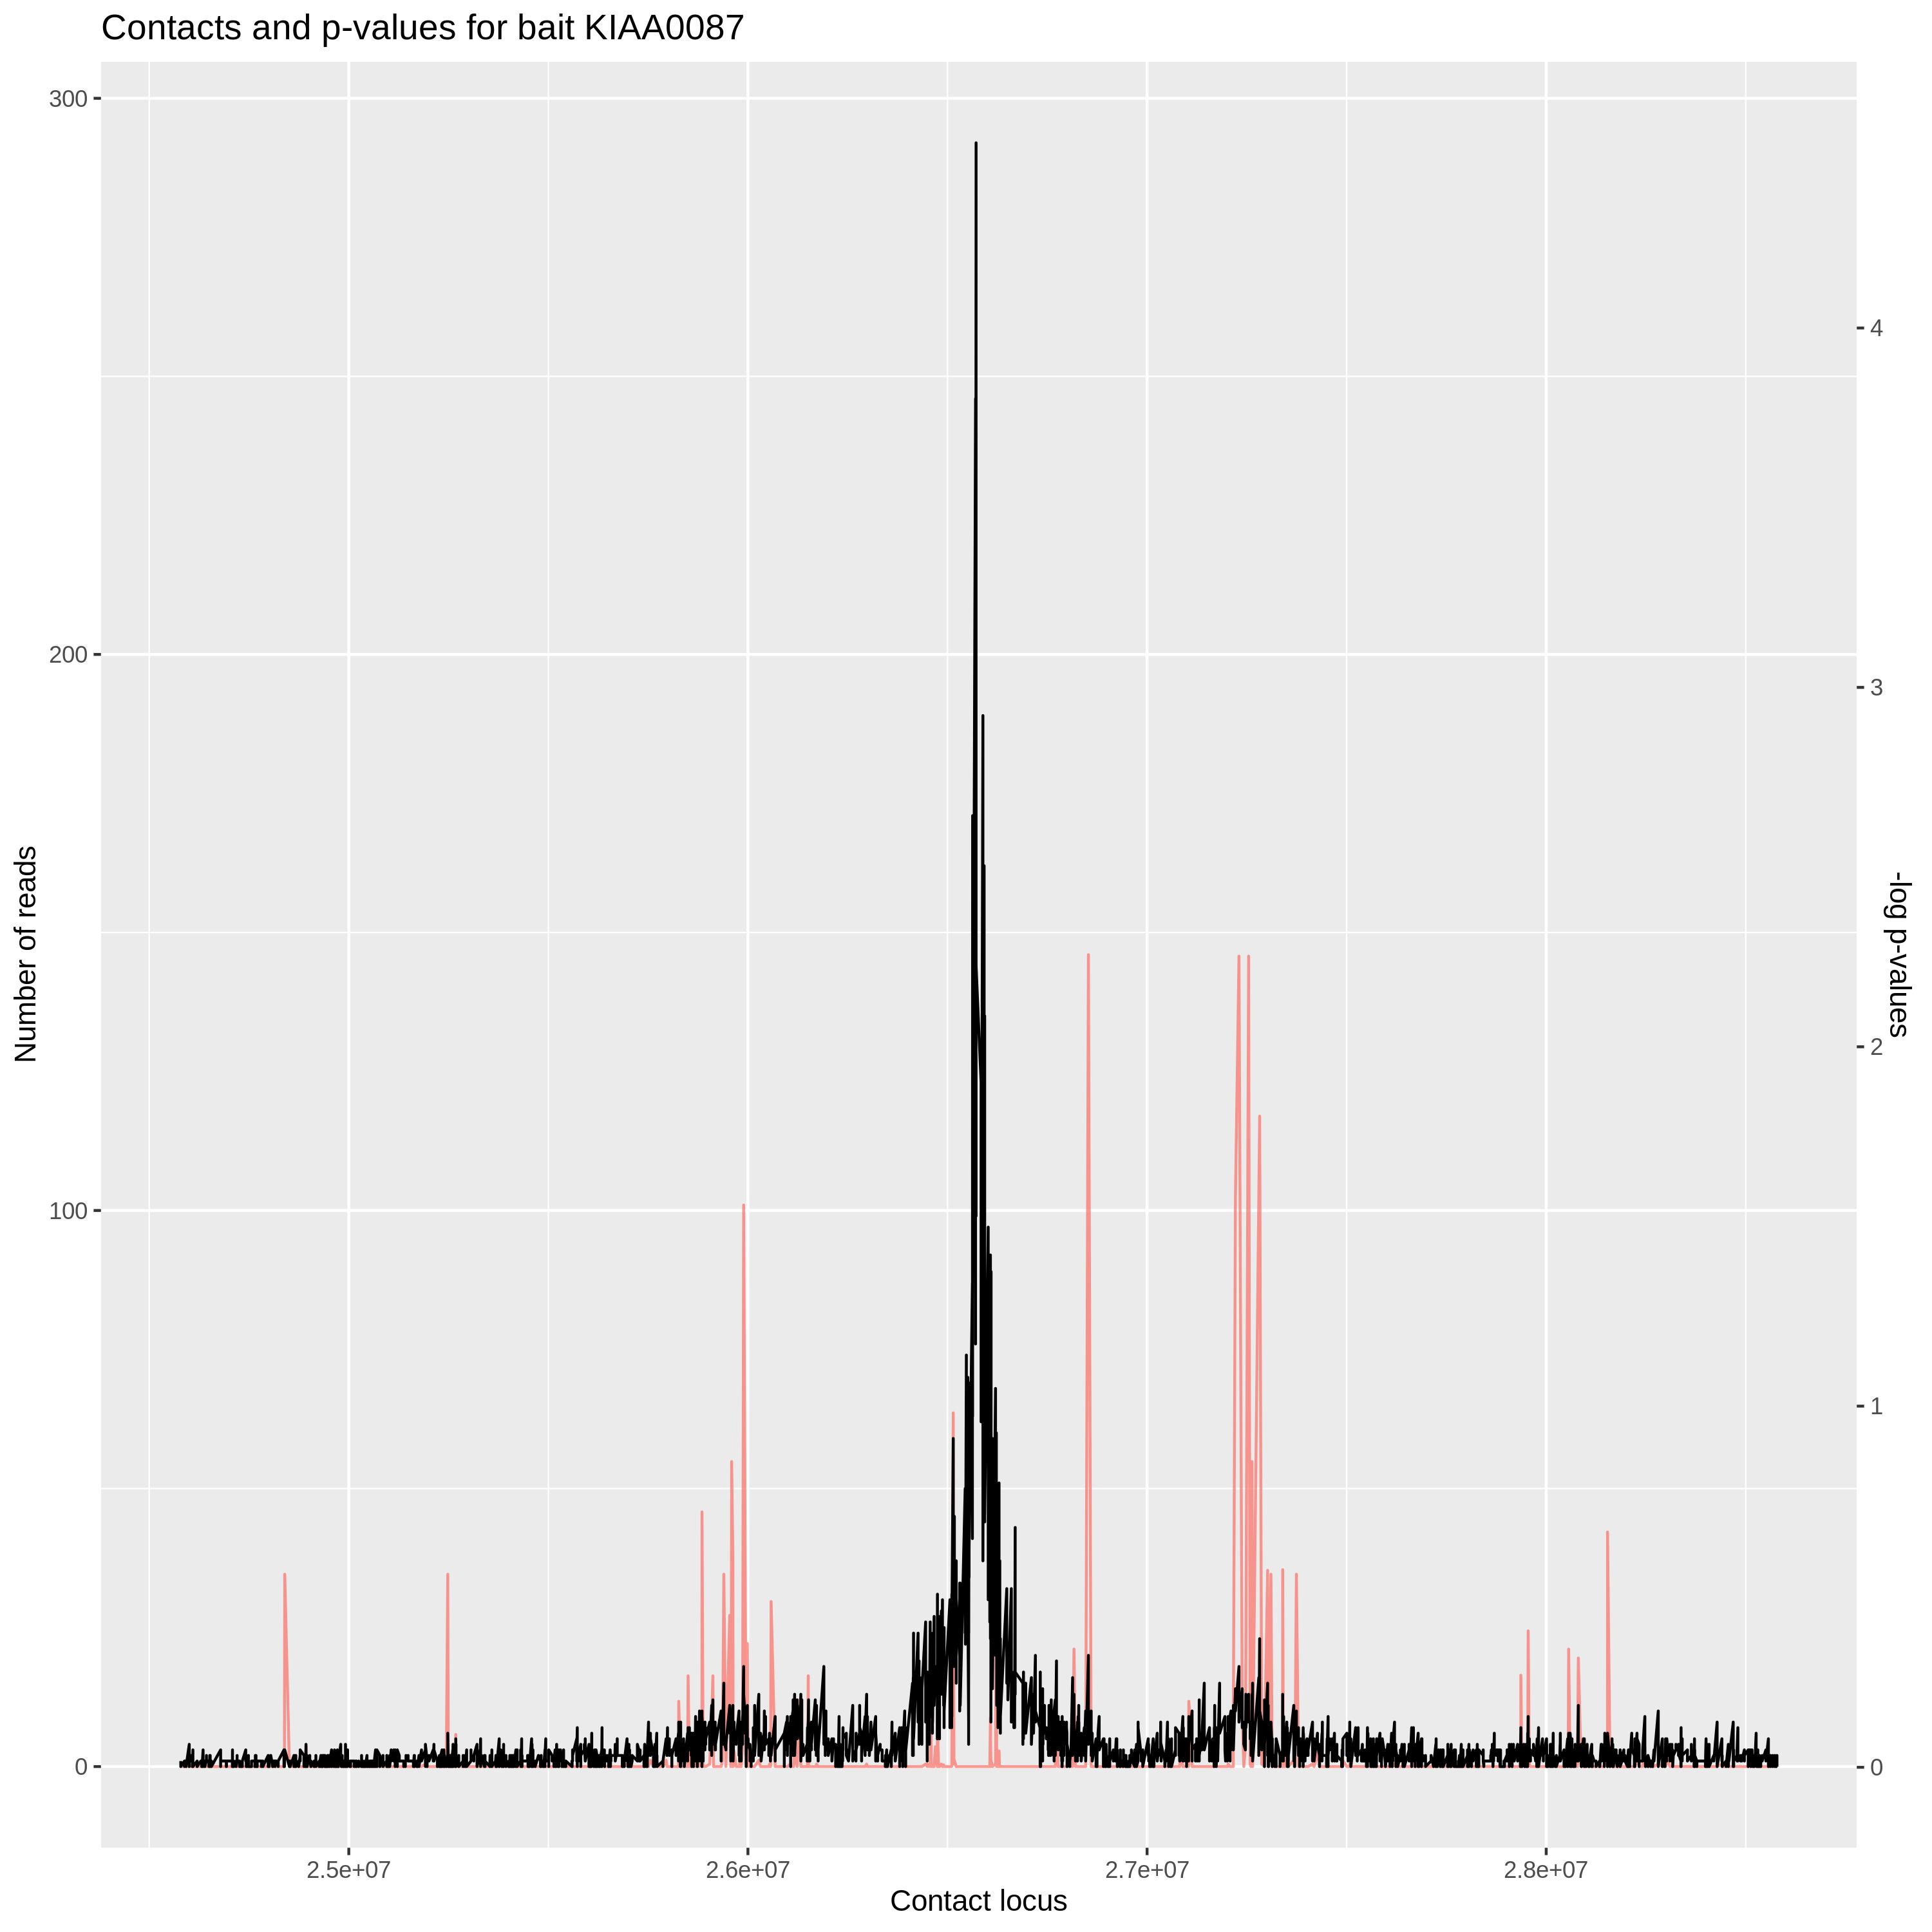 Contacts and p-values for bait KIAA0087
300
200
100
0
Number of reads
4
3
2
1
0
-log p-values
2.5e+07
2.6e+07
2.7e+07
2.8e+07
Contact locus